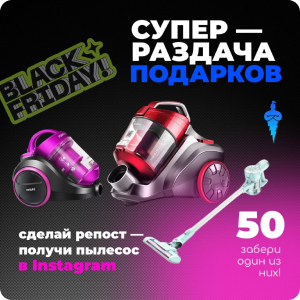 СУПЕР —
РАЗДАЧА
ПОДАРКОВ
BLACK
FRIDAY!
сделай репост —
получи пылесос
в Instagram
50
забери
один из
них!